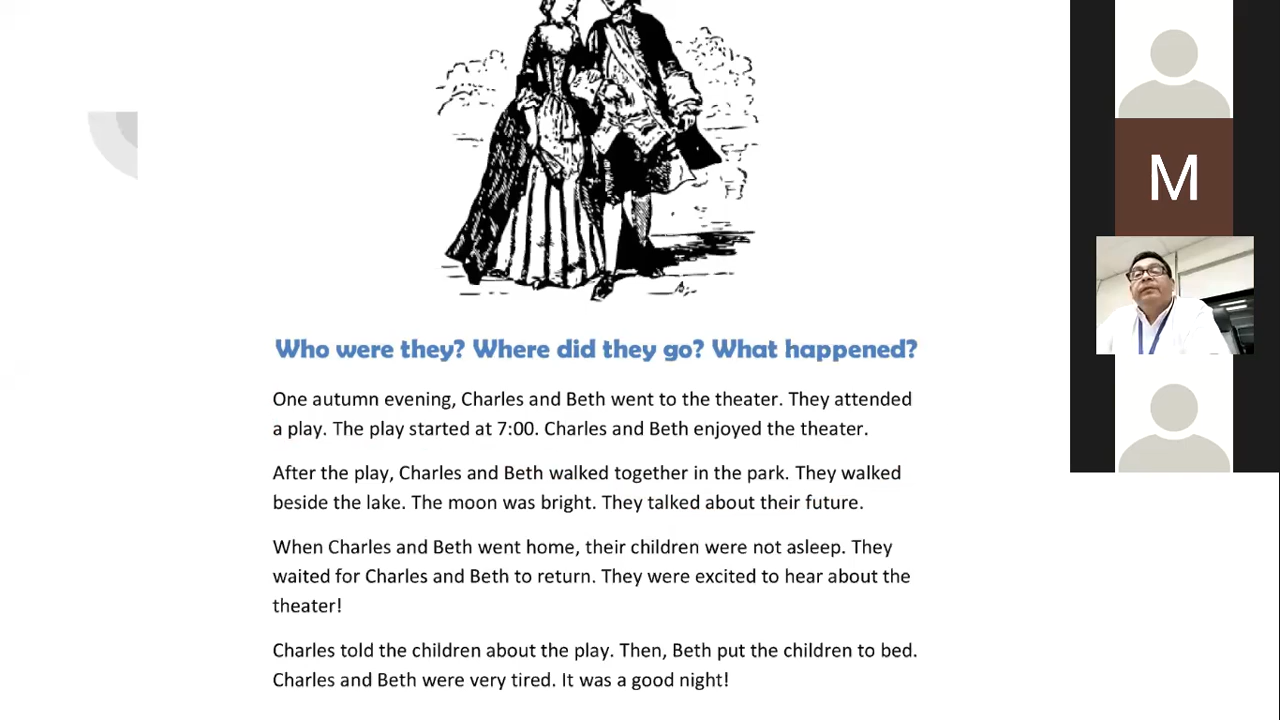 Who were they? Where did they go? What happened?
One autumn evening, Charles and Beth went to the theater. They attended
a play. The play started at 7:00. Charles and Beth enjoyed the theater.
After the play, Charles and Beth walked together in the park. They walked
beside the lake. The moon was bright. They talked about their future.
When Charles and Beth went home, their children were not asleep. They
waited for Charles and Beth to return. They were excited to hear about the
theater!
Charles told the children about the play. Then, Beth put the children to bed.
Charles and Beth were very tired. It was a good night!
M